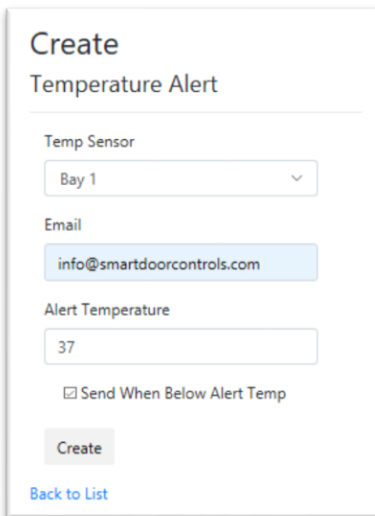 Create
Temperature Alert
Temp Sensor
Bay 1
Email
info@smartdoorcontrols.com
Alert Temperature
37
Send When Below Alert Temp
Create
Back to List